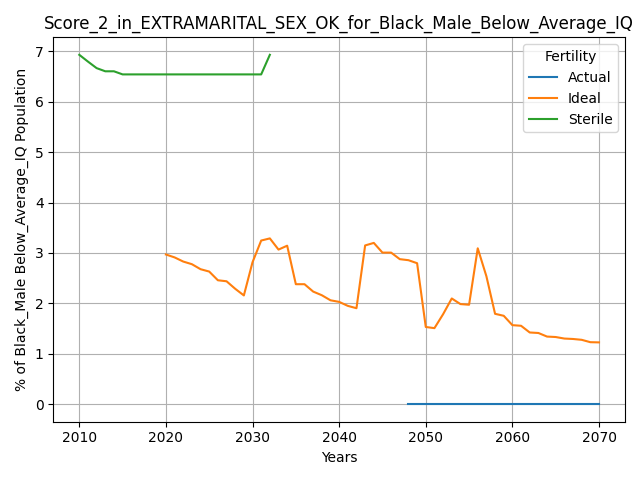 Score_2_in_EXTRAMARITAL_SEX_OK_for_Black_Male_Below_Average_IQ
Fertility
Actual
Ideal
Sterile
% of Black_Male Below_Average_IQ Population
7
6
5
4
3
2
1
0
2010 2020 2030 2040 2050 2060 2070
Years